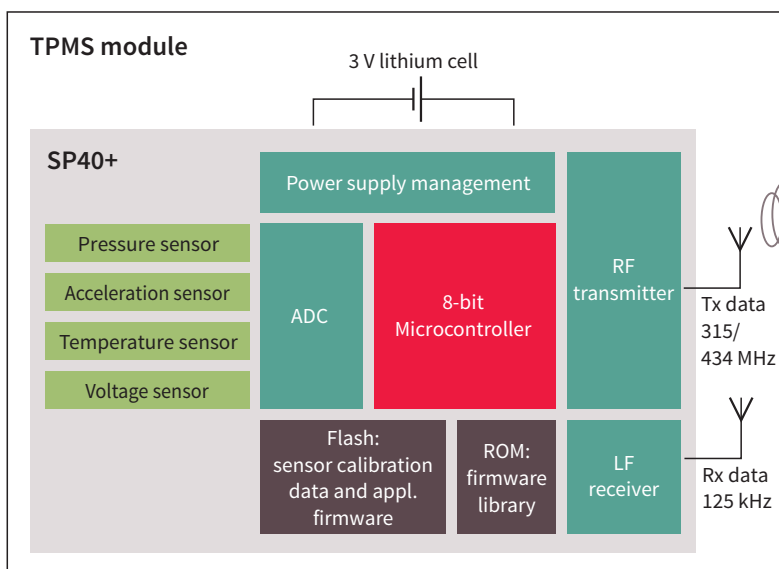 TPMS module
3 V lithium cell
SP40+
Power supply management
Pressure sensor
Acceleration sensor
Temperature sensor
Voltage sensor
ADC
8-bit
Microcontroller
RF
transmitter
Tx data
315/
434 MHz
Flash:
sensor calibration
data and appl.
firmware
ROM:
firmware
library
LF
receiver
Rx data
125 kHz